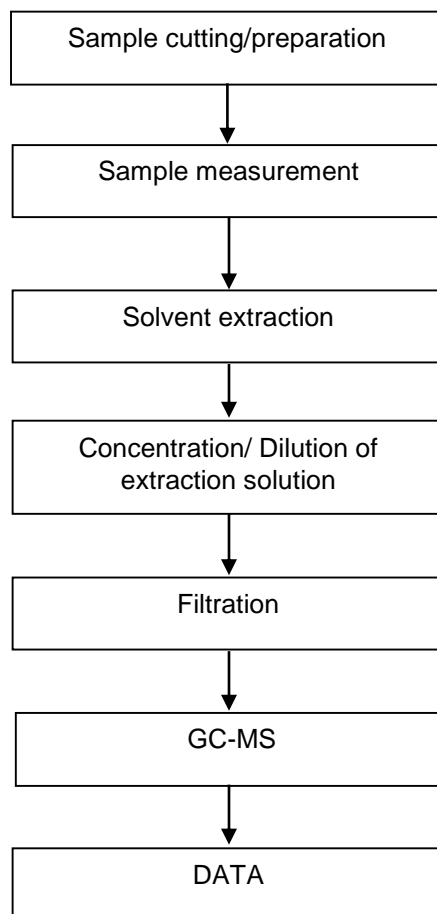 Sample cutting/preparation
Sample measurement
Solvent extraction
Concentration/ Dilution of
extraction solution
Filtration
GC-MS
DATA